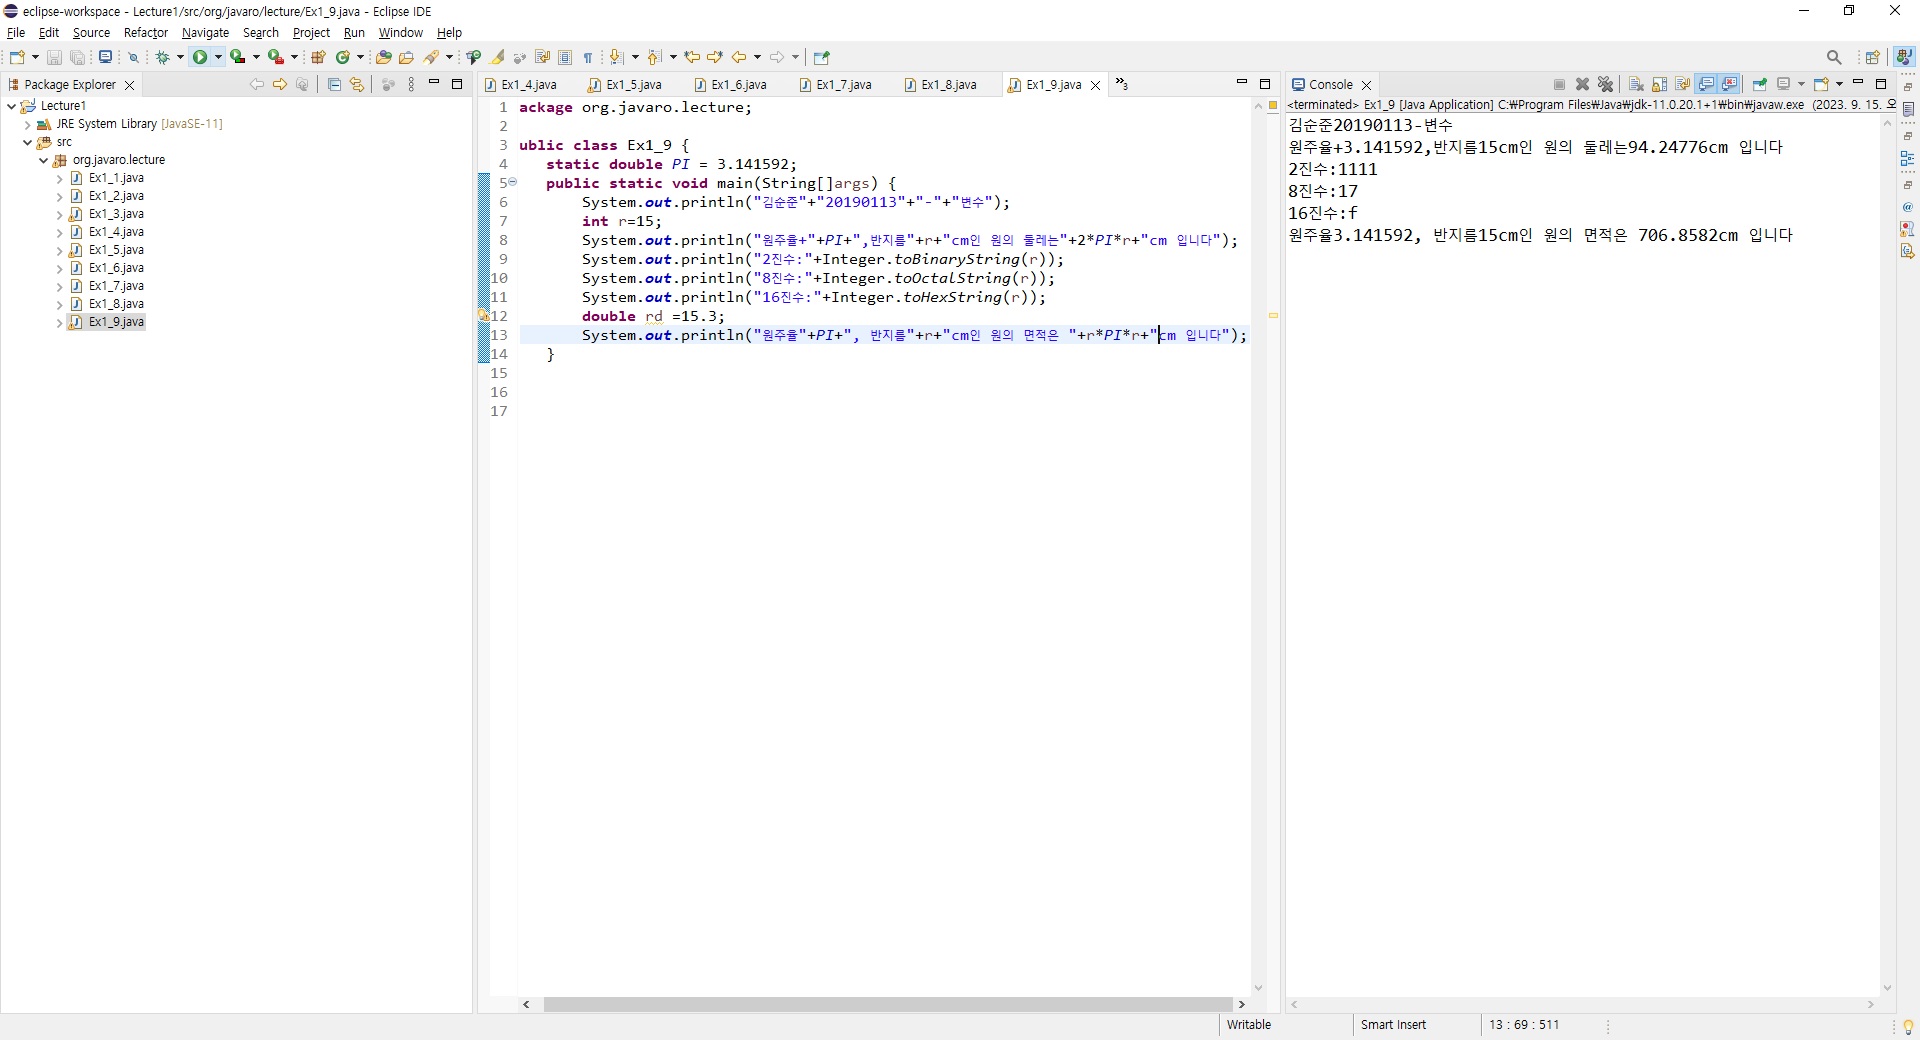 eclipse-workspace - Lecture1/src/org/javaro/lecture/Ex1_9.java - Eclipse IDE
File Edit Source Refactor Navigate Search Project Run Window Help
Package Explorer
Lecture1
JRE System Library [JavaSE-11]
src
org.javaro.lecture
Ex1_1.java
Ex1_2.java
Ex1_3.java
Ex1_4.java
Ex1_5.java
Ex1_6.java
Ex1_7.java
Ex1_8.java
Ex1_9.java
Ex1_4.java Ex1_5.java Ex1_6.java Ex1_7.java Ex1_8.java Ex1_9.java »3
1 ackage org.javaro.lecture;
2
3 ublic class Ex1_9 {
4 static double PI = 3.141592;
5 public static void main(String[]args) {
6 System.out.println("김순준"+"20190113"+"-"+"변수");
7 int r=15;
8 System.out.println("원주율+"+PI+",반지름"+r+"cm인 원의 둘레는"+2*PI*r+"cm 입니다");
9 System.out.println("2진수:"+Integer.toBinaryString(r));
10 System.out.println("8진수:"+Integer.toOctalString(r));
11 System.out.println("16진수:"+Integer.toHexString(r));
12 double rd =15.3;
13 System.out.println("원주율"+PI+", 반지름"+r+"cm인 원의 면적은 "+r*PI*r+"cm 입니다");
14 }
15
16
17
Console
<terminated> Ex1_9 [Java Application] C:₩Program Files₩Java₩jdk-11.0.20.1+1₩bin₩javaw.exe (2023. 9. 15. 오
김순준20190113-변수
원주율+3.141592,반지름15cm인 원의 둘레는94.24776cm 입니다
2진수:1111
8진수:17
16진수:f
원주율3.141592, 반지름15cm인 원의 면적은 706.8582cm 입니다
Writable Smart Insert 13 : 69 : 511